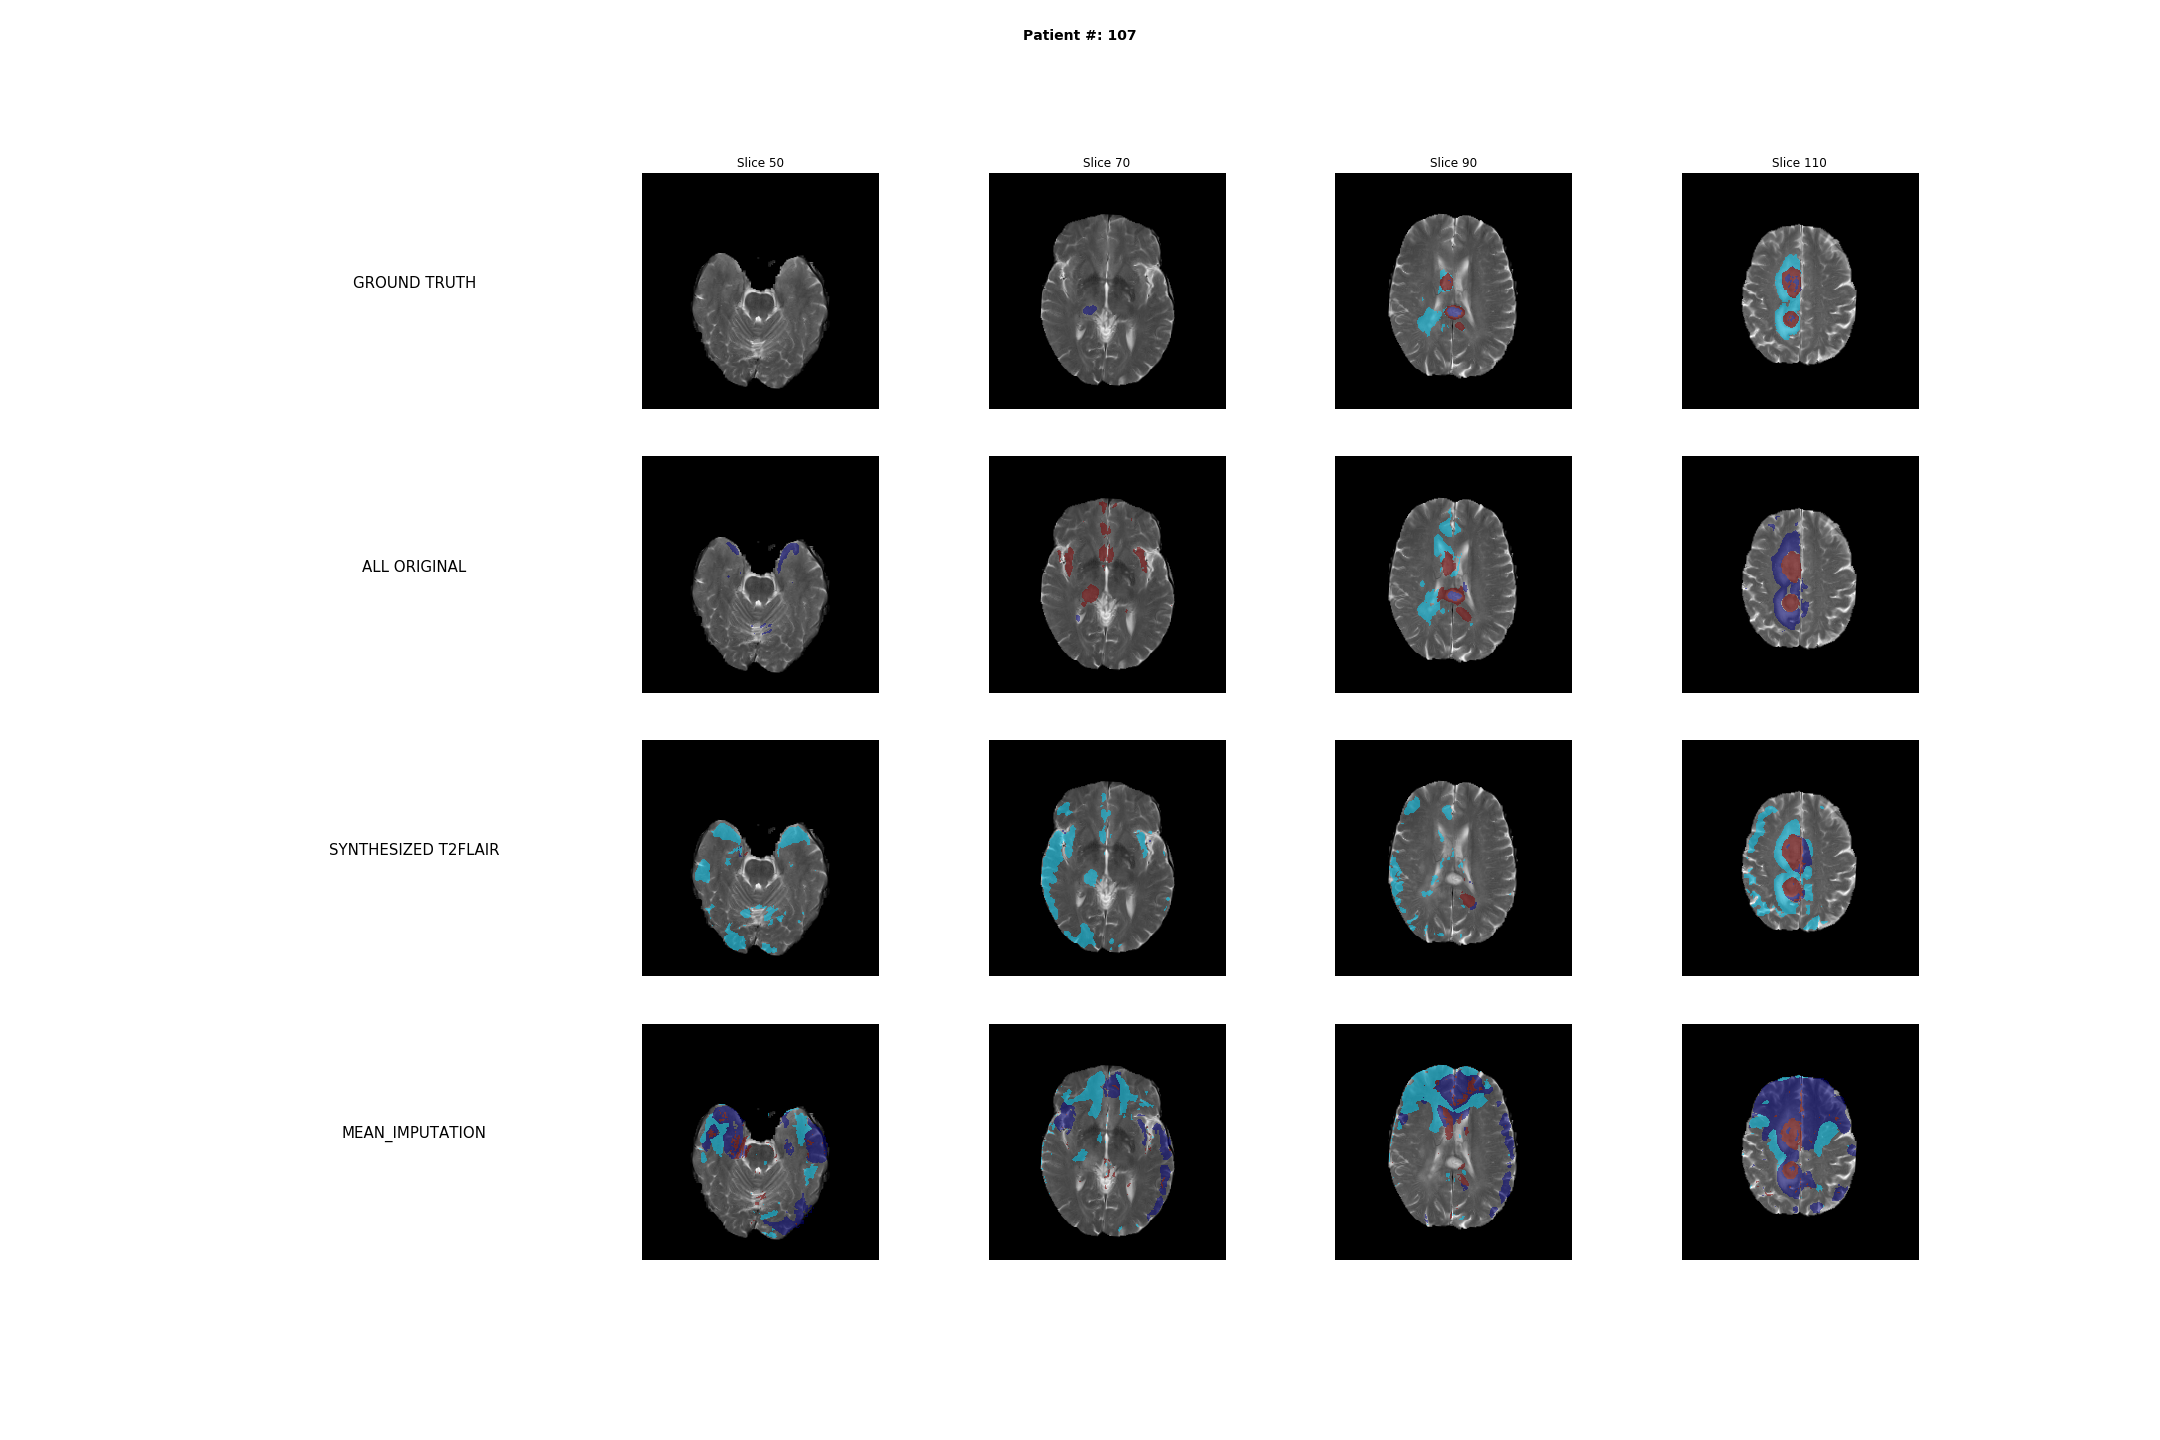 Patient #: 107
Slice 50
Slice 70
Slice 90
Slice 110
GROUND TRUTH
ALL ORIGINAL
SYNTHESIZED T2FLAIR
MEAN_IMPUTATION